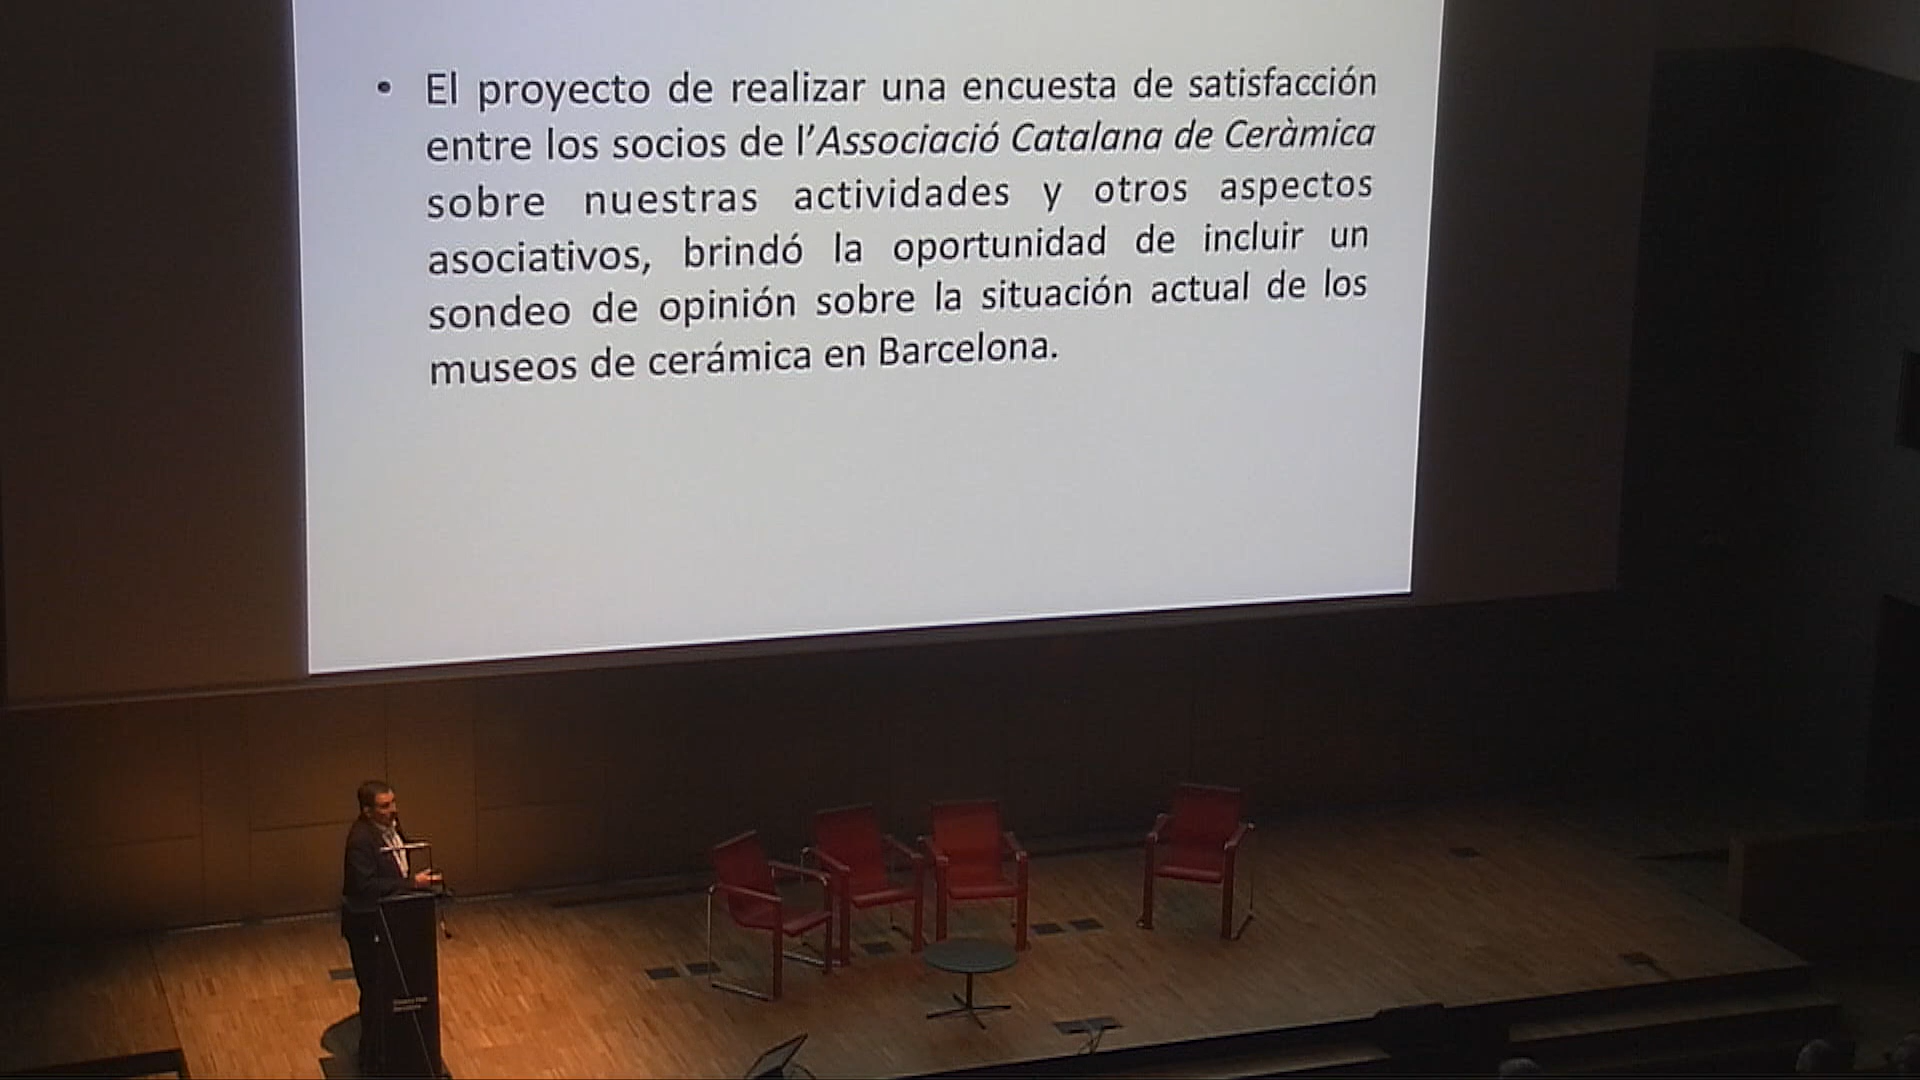 • El proyecto de realizar una encuesta de satisfacción
entre los socios de l'Associació Catalana de Ceràmica
sobre nuestras actividades y otros aspectos
asociativos, brindó la oportunidad de incluir un
sondeo de opinión sobre la situación actual de los
museos de cerámica en Barcelona.